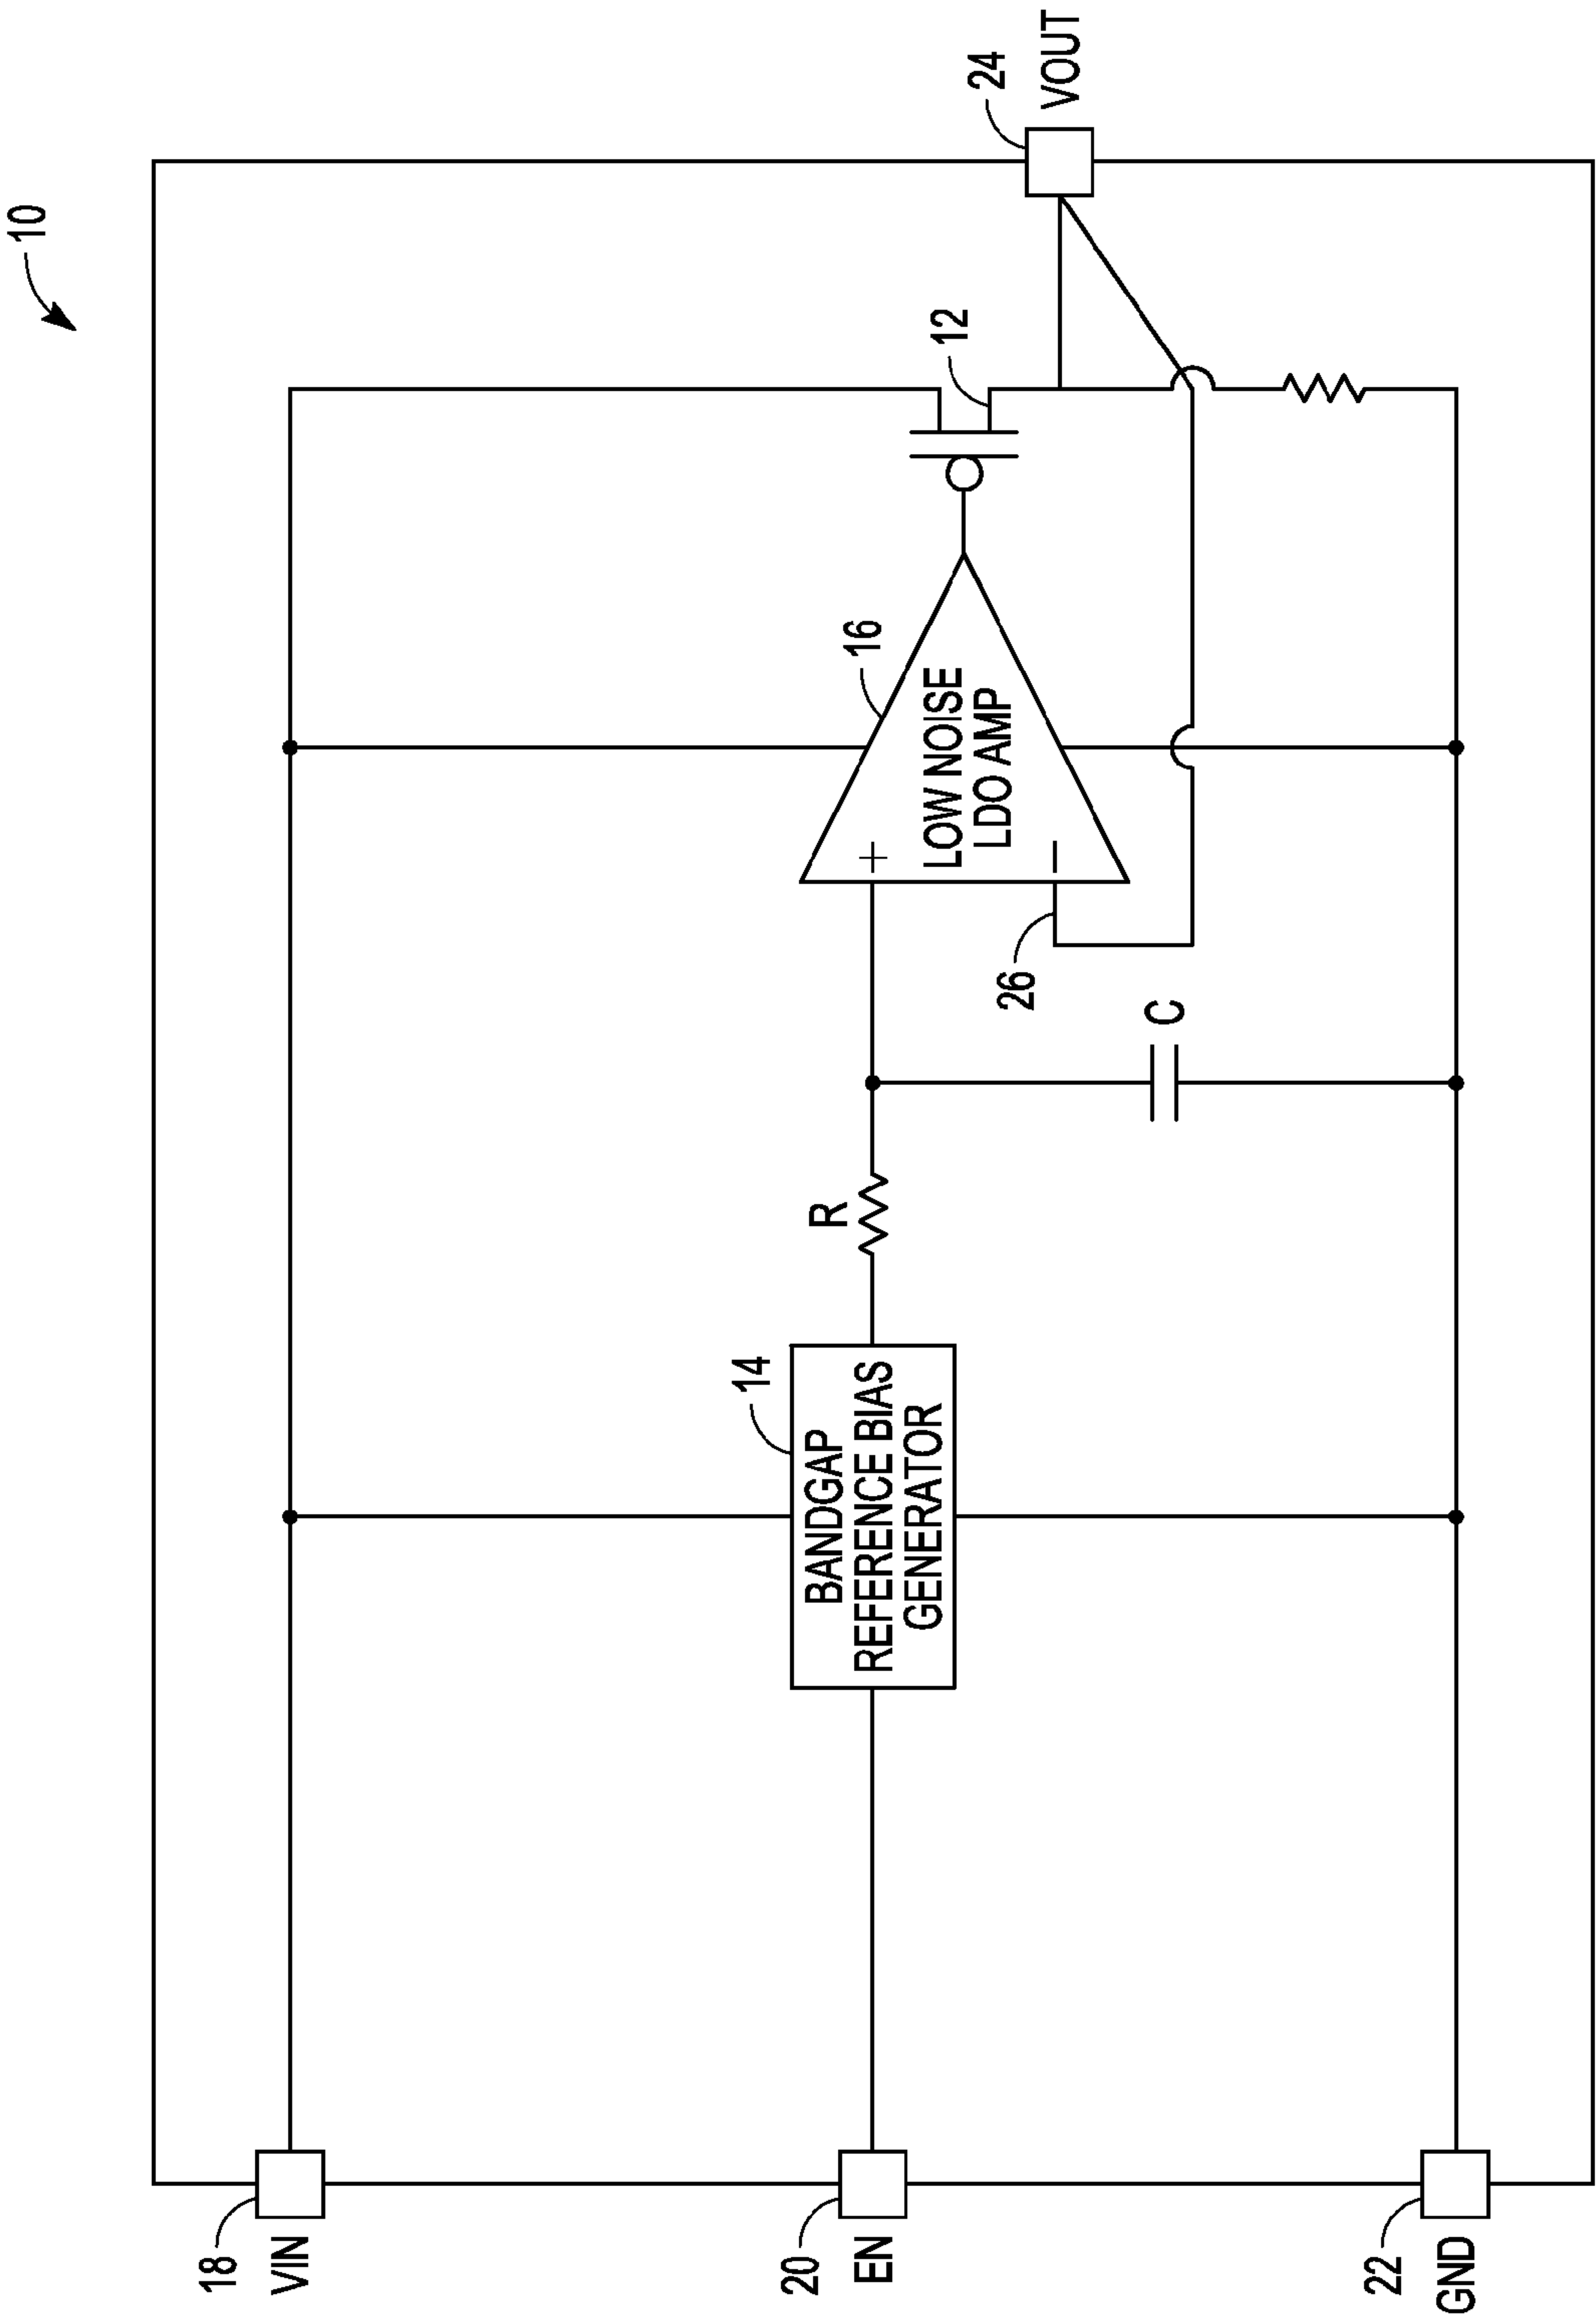 10
18
VIN
14
BANDGAP
REFERENCE BIAS
GENERATOR
R
16
+
LOW NOISE
LDO AMP
−
12
24
VOUT
20
EN
26
C
22
GND